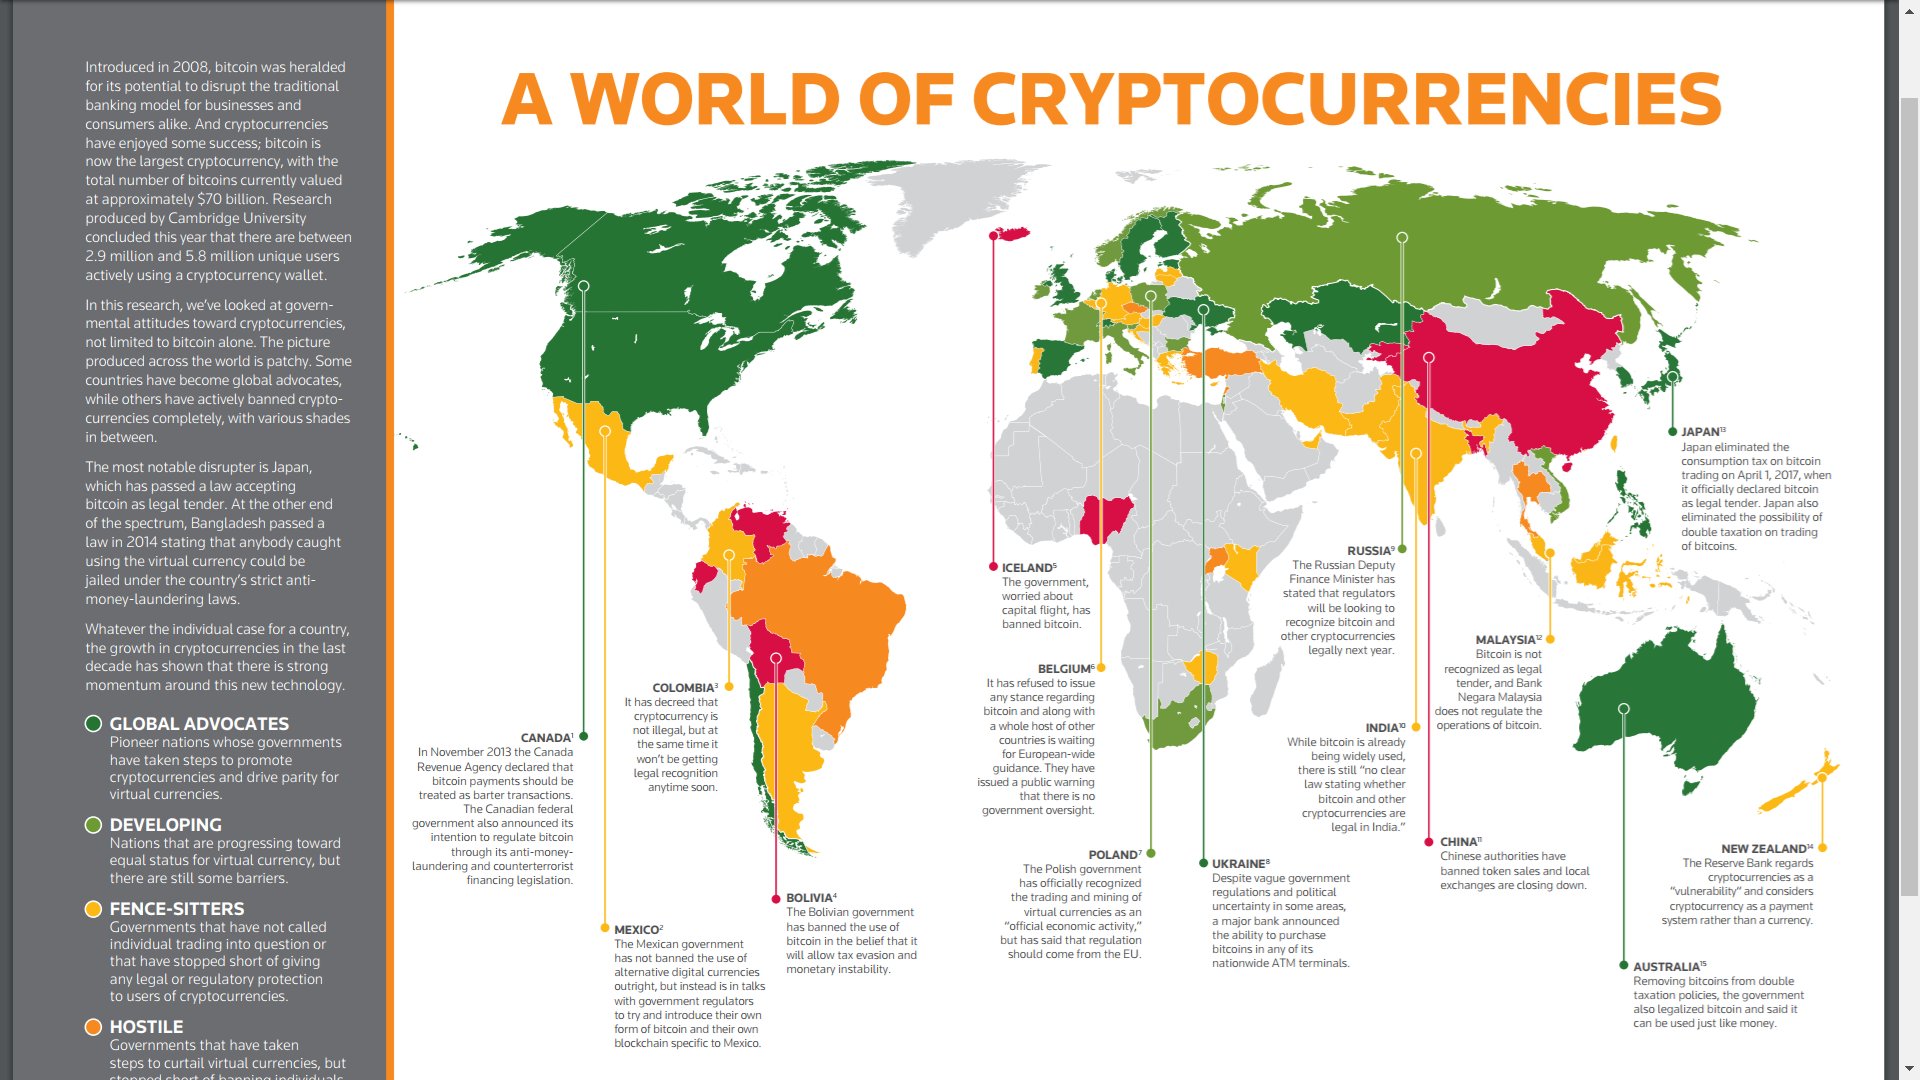 Introduced in 2008, bitcoin was heralded
for its potential to disrupt the traditional
banking model for businesses and
consumers alike. And cryptocurrencies
have enjoyed some success; bitcoin is
now the largest cryptocurrency, with the
total number of bitcoins currently valued
at approximately $70 billion. Research
produced by Cambridge University
concluded this year that there are between
2.9 million and 5.8 million unique users
actively using a cryptocurrency wallet.
In this research, we've looked at govern-
mental attitudes toward cryptocurrencies,
not limited to bitcoin alone. The picture
produced across the world is patchy. Some
countries have become global advocates,
while others have actively banned crypto-
currencies completely, with various shades
in between.
The most notable disrupter is Japan,
which has passed a law accepting
bitcoin as legal tender. At the other end
of the spectrum, Bangladesh passed a
law in 2014 stating that anybody caught
using the virtual currency could be
jailed under the country's strict anti-
money-laundering laws.
Whatever the individual case for a country,
the growth in cryptocurrencies in the last
decade has shown that there is strong
momentum around this new technology.
GLOBAL ADVOCATES
Pioneer nations whose governments
have taken steps to promote
cryptocurrencies and drive parity for
virtual currencies.
DEVELOPING
Nations that are progressing toward
equal status for virtual currency, but
there are still some barriers.
FENCE-SITTERS
Governments that have not called
individual trading into question or
that have stopped short of giving
any legal or regulatory protection
to users of cryptocurrencies.
HOSTILE
Governments that have taken
steps to curtail virtual currencies, but
stopped short of banning individuals
A WORLD OF CRYPTOCURRENCIES
CANADA¹
In November 2013 the Canada
Revenue Agency declared that
bitcoin payments should be
treated as barter transactions.
The Canadian federal
government also announced its
intention to regulate bitcoin
through its anti-money-
laundering and counterterrorist
financing legislation.
MEXICO²
The Mexican government
has not banned the use of
alternative digital currencies
outright, but instead is in talks
with government regulators
to try and introduce their own
form of bitcoin and their own
blockchain specific to Mexico.
COLOMBIA³
It has decreed that
cryptocurrency is
not illegal, but at
the same time it
won't be getting
legal recognition
anytime soon.
BOLIVIA⁴
The Bolivian government
has banned the use of
bitcoin in the belief that it
will allow tax evasion and
monetary instability.
ICELAND⁵
The government,
worried about
capital flight, has
banned bitcoin.
BELGIUM⁶
It has refused to issue
any stance regarding
bitcoin and along with
a whole host of other
countries is waiting
for European-wide
guidance. They have
issued a public warning
that there is no
government oversight.
POLAND⁷
The Polish government
has officially recognized
the trading and mining of
virtual currencies as an
"official economic activity,"
but has said that regulation
should come from the EU.
UKRAINE⁸
Despite vague government
regulations and political
uncertainty in some areas,
a major bank announced
the ability to purchase
bitcoins in any of its
nationwide ATM terminals.
RUSSIA⁹
The Russian Deputy
Finance Minister has
stated that regulators
will be looking to
recognize bitcoin and
other cryptocurrencies
legally next year.
INDIA¹⁰
While bitcoin is already
being widely used,
there is still "no clear
law stating whether
bitcoin and other
cryptocurrencies are
legal in India."
CHINA¹¹
Chinese authorities have
banned token sales and local
exchanges are closing down.
MALAYSIA¹²
Bitcoin is not
recognized as legal
tender, and Bank
Negara Malaysia
does not regulate the
operations of bitcoin.
JAPAN¹³
Japan eliminated the
consumption tax on bitcoin
trading on April 1, 2017, when
it officially declared bitcoin
as legal tender. Japan also
eliminated the possibility of
double taxation on trading
of bitcoins.
NEW ZEALAND¹⁴
The Reserve Bank regards
cryptocurrencies as a
"vulnerability" and considers
cryptocurrency as a payment
system rather than a currency.
AUSTRALIA¹⁵
Removing bitcoins from double
taxation policies, the government
also legalized bitcoin and said it
can be used just like money.